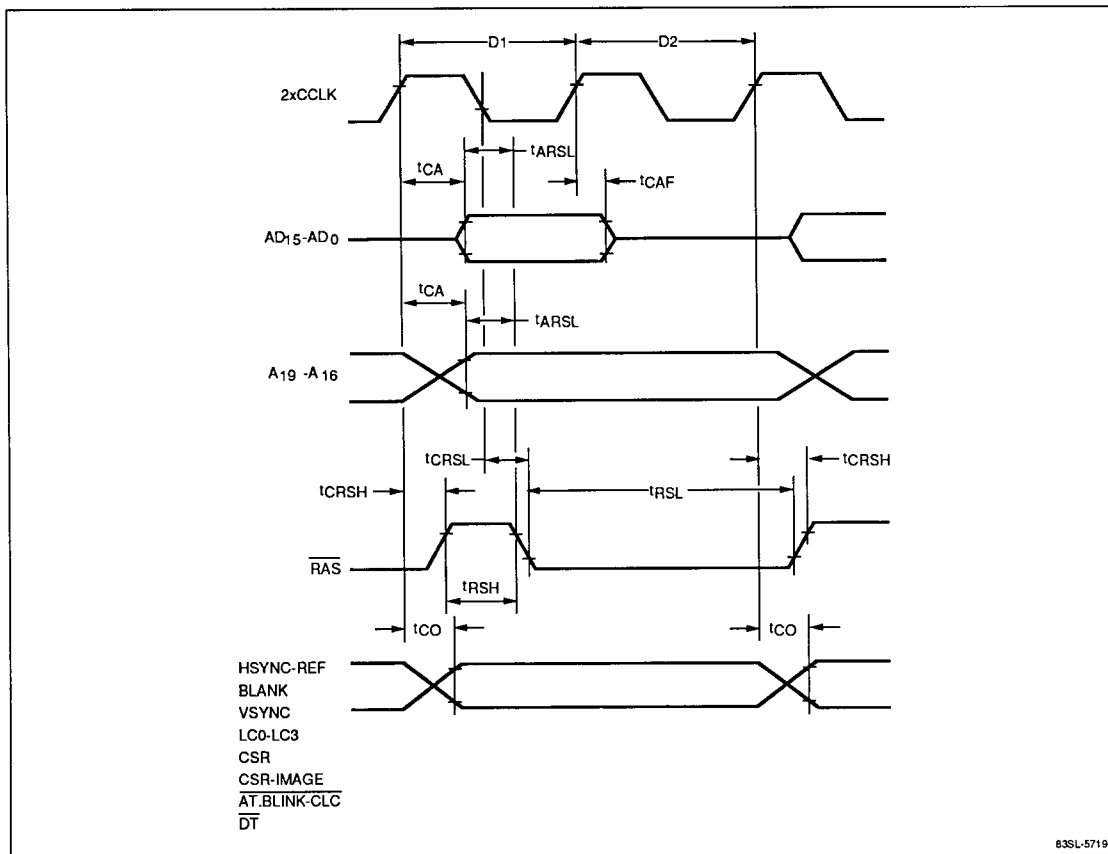 D1
D2
2xCCLK
tARSL
tCA
tCAF
AD15-AD0
tCA
tARSL
A19 -A16
tCRSL
tCRSH
tCRSH
tRSL
RAS
tRSH
tCO
tCO
HSYNC-REF
BLANK
VSYNC
LC0-LC3
CSR
CSR-IMAGE
AT.BLINK-CLC
DT
83SL-5719